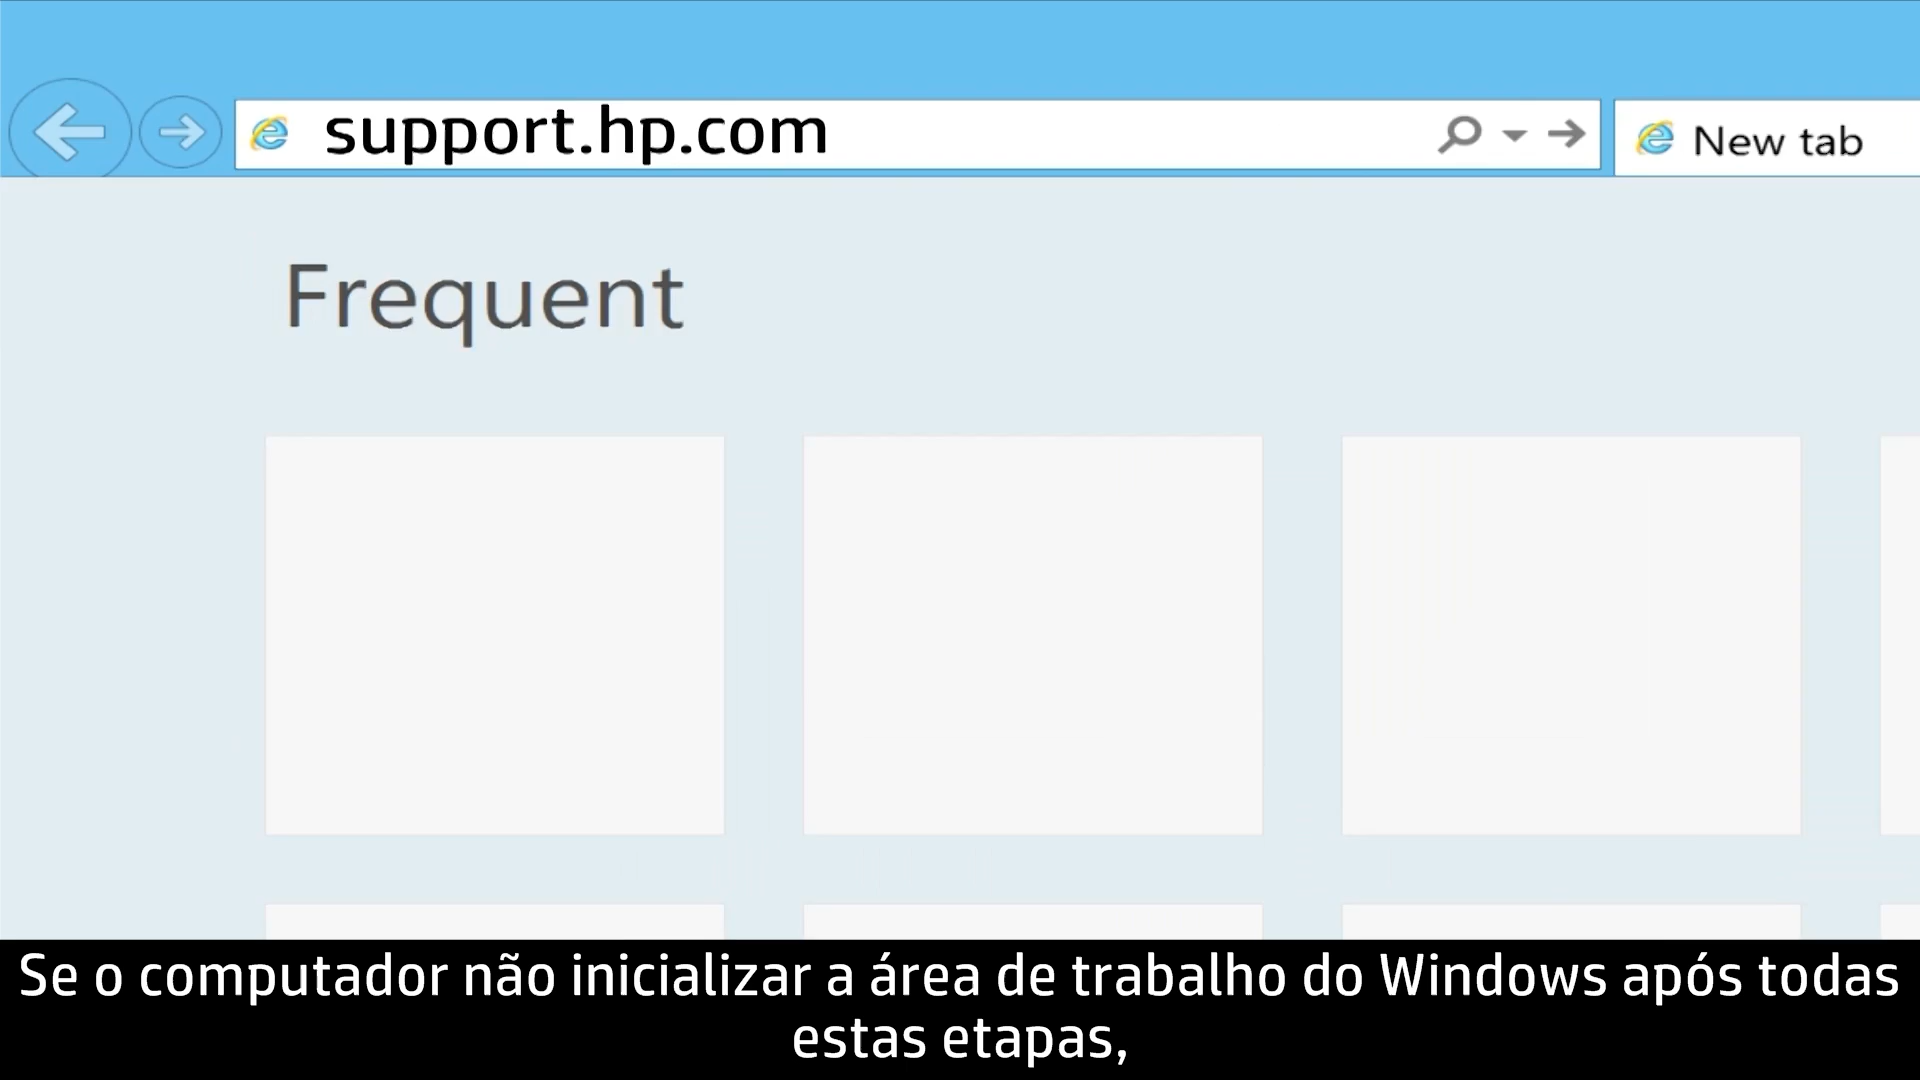 support.hp.com
New tab
Frequent
Se o computador não inicializar a área de trabalho do Windows após todas
estas etapas,